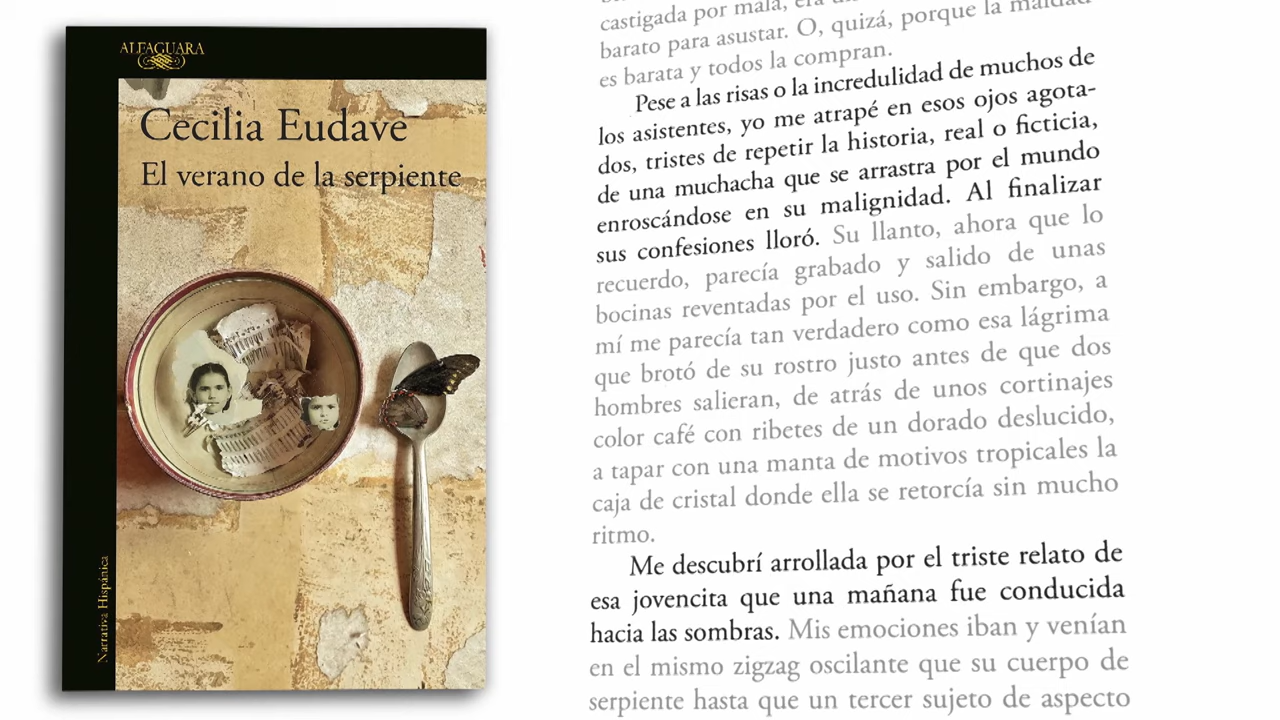 ALFAGUARA
Cecilia Eudave
El verano de la serpiente
Narrativa Hispánica
castigada por mala, era
barato para asustar. O, quizá, porque la maldad
es barata y todos la compran.
Pese a las risas o la incredulidad de muchos de
los asistentes, yo me atrapé en esos ojos agota-
dos, tristes de repetir la historia, real o ficticia,
de una muchacha que se arrastra por el mundo
enroscándose en su malignidad. Al finalizar
sus confesiones lloró. Su llanto, ahora que lo
recuerdo, parecía grabado y salido de unas
bocinas reventadas por el uso. Sin embargo, a
mí me parecía tan verdadero como esa lágrima
que brotó de su rostro justo antes de que dos
hombres salieran, de atrás de unos cortinajes
color café con ribetes de un dorado deslucido,
a tapar con una manta de motivos tropicales la
caja de cristal donde ella se retorcía sin mucho
ritmo.
Me descubrí arrollada por el triste relato de
esa jovencita que una mañana fue conducida
hacia las sombras. Mis emociones iban y venían
en el mismo zigzag oscilante que su cuerpo de
serpiente hasta que un tercer sujeto de aspecto